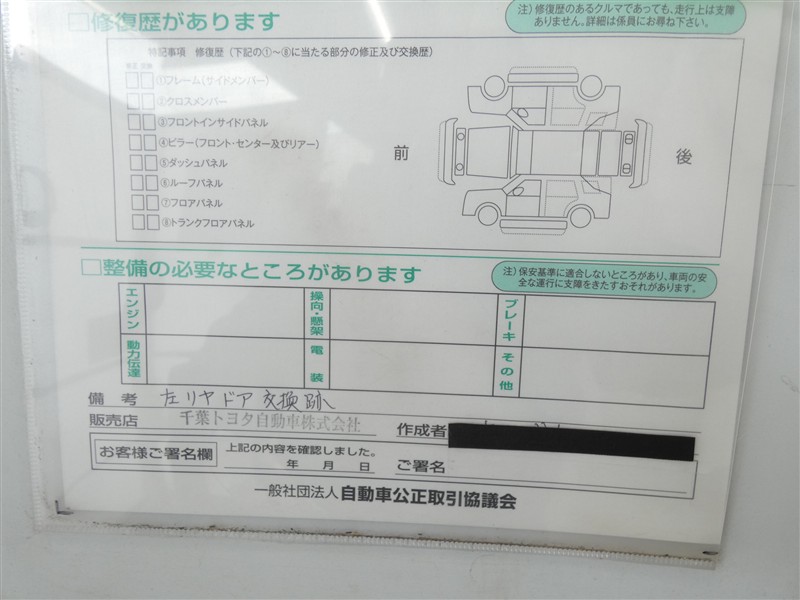 □修復歴があります
注)修復歴のあるクルマであっても、走行上は支障
ありません。詳細は係員にお尋ね下さい。
特記事項 修復歴(下記の①〜⑧に当たる部分の修正及び交換歴)
修正 交換
①フレーム(サイドメンバー)
②クロスメンバー
③フロントインサイドパネル
④ピラー(フロント・センター及びリアー)
⑤ダッシュパネル
⑥ルーフパネル
⑦フロアパネル
⑧トランクフロアパネル
前
後
□整備の必要なところがあります
注)保安基準に適合しないところがあり、車両の安
全な運行に支障をきたすおそれがあります。
エンジン
操向・懸架
ブレーキ
動力伝達
電装
その他
備考 左リヤドア交換跡
販売店 千葉トヨタ自動車株式会社
作成者
お客様ご署名欄
上記の内容を確認しました。
年 月 日
ご署名
一般社団法人 自動車公正取引協議会